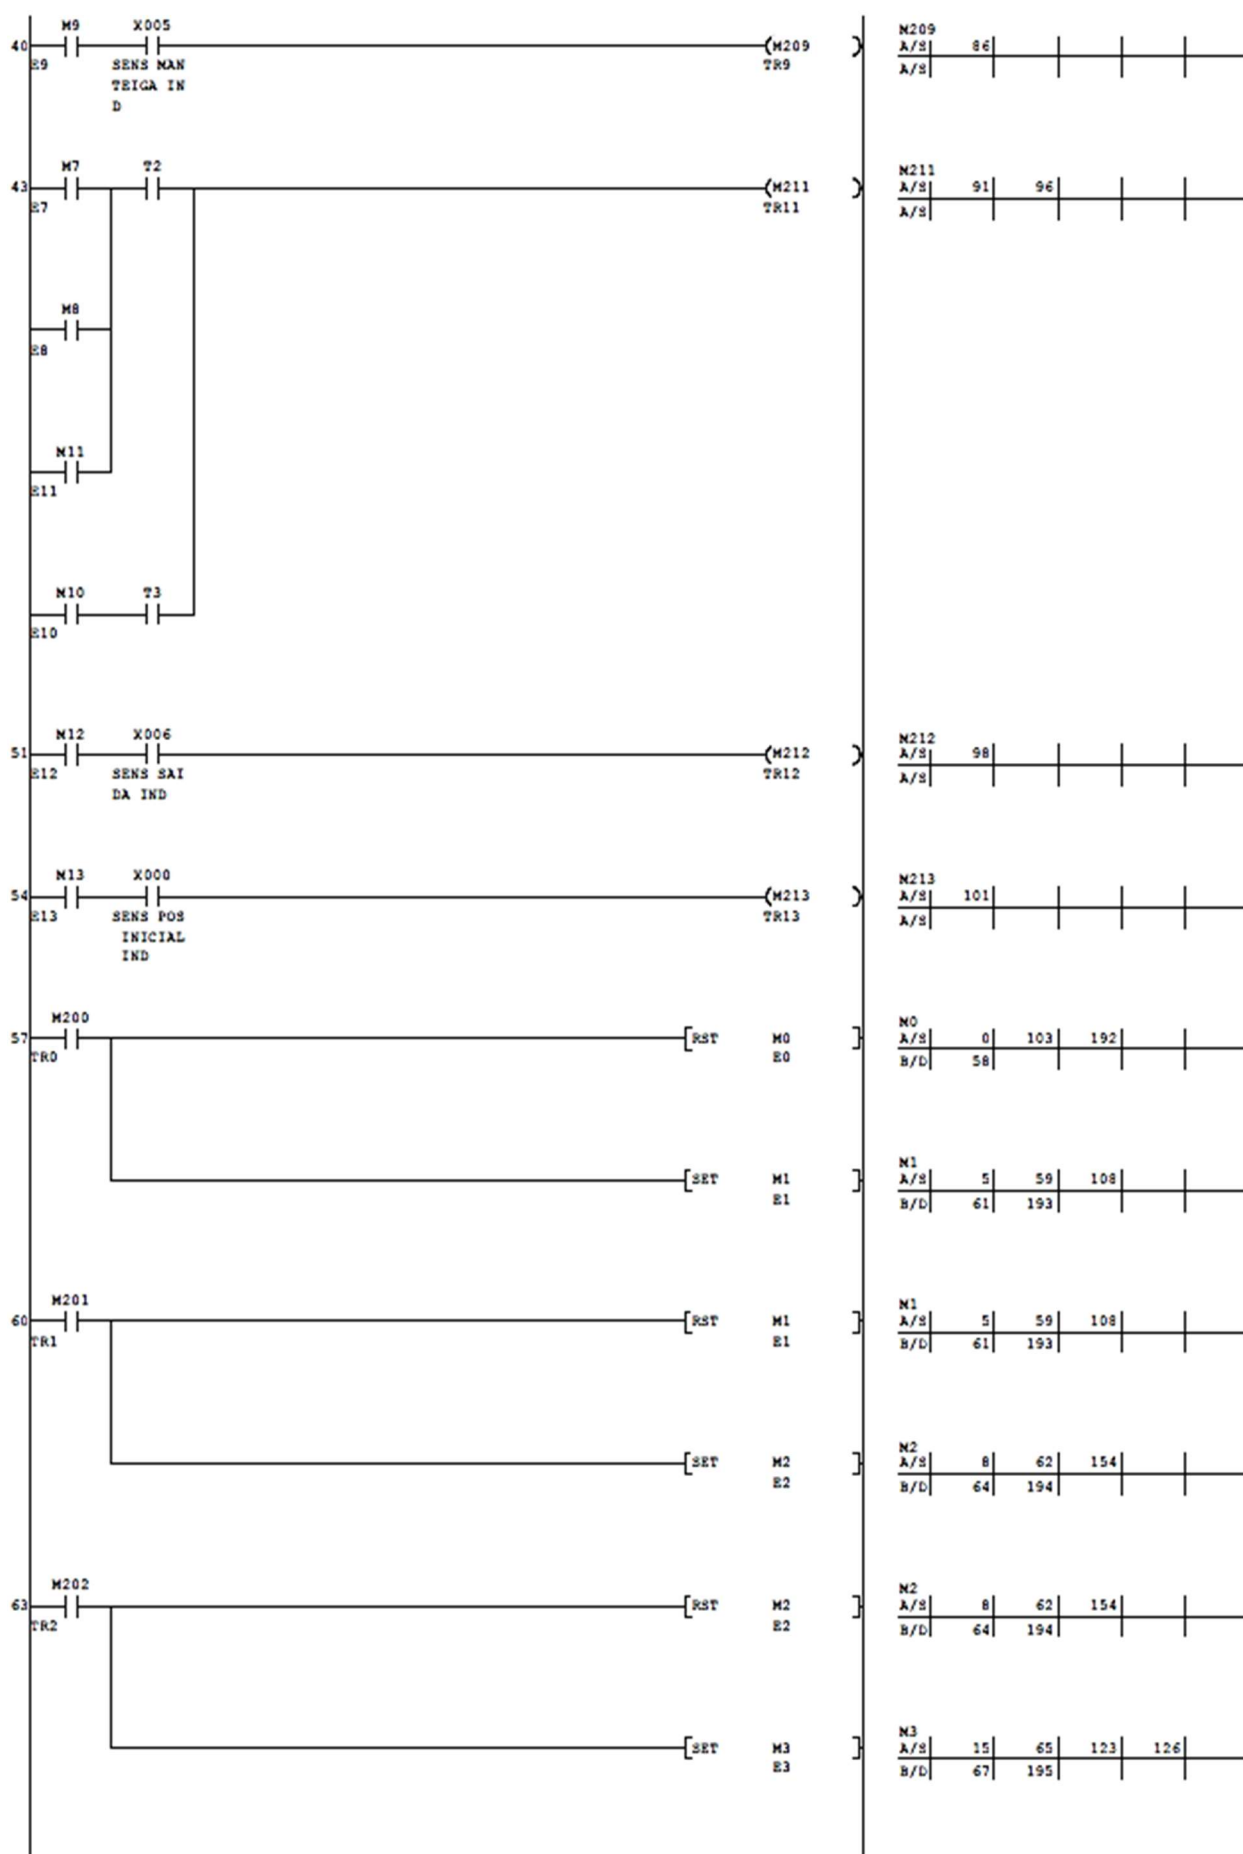 M9 X005 M209
40 (M209 ) A/S 86
E9 SENS MAN TR9 A/S
TEIGA IN
D
M7 T2 M211
43 (M211 ) A/S 91 96
E7 TR11 A/S
M8
E8
M11
E11
M10 T3
E10
M12 X006 M212
51 (M212 ) A/S 98
E12 SENS SAI TR12 A/S
DA IND
M13 X000 M213
54 (M213 ) A/S 101
E13 SENS POS TR13 A/S
INICIAL
IND
M200 M0
57 [RST M0 ] A/S 0 103 192
TR0 E0 B/D 58
M1
[SET M1 ] A/S 5 59 108
E1 B/D 61 193
M201 M1
60 [RST M1 ] A/S 5 59 108
TR1 E1 B/D 61 193
M2
[SET M2 ] A/S 8 62 154
E2 B/D 64 194
M202 M2
63 [RST M2 ] A/S 8 62 154
TR2 E2 B/D 64 194
M3
[SET M3 ] A/S 15 65 123 126
E3 B/D 67 195